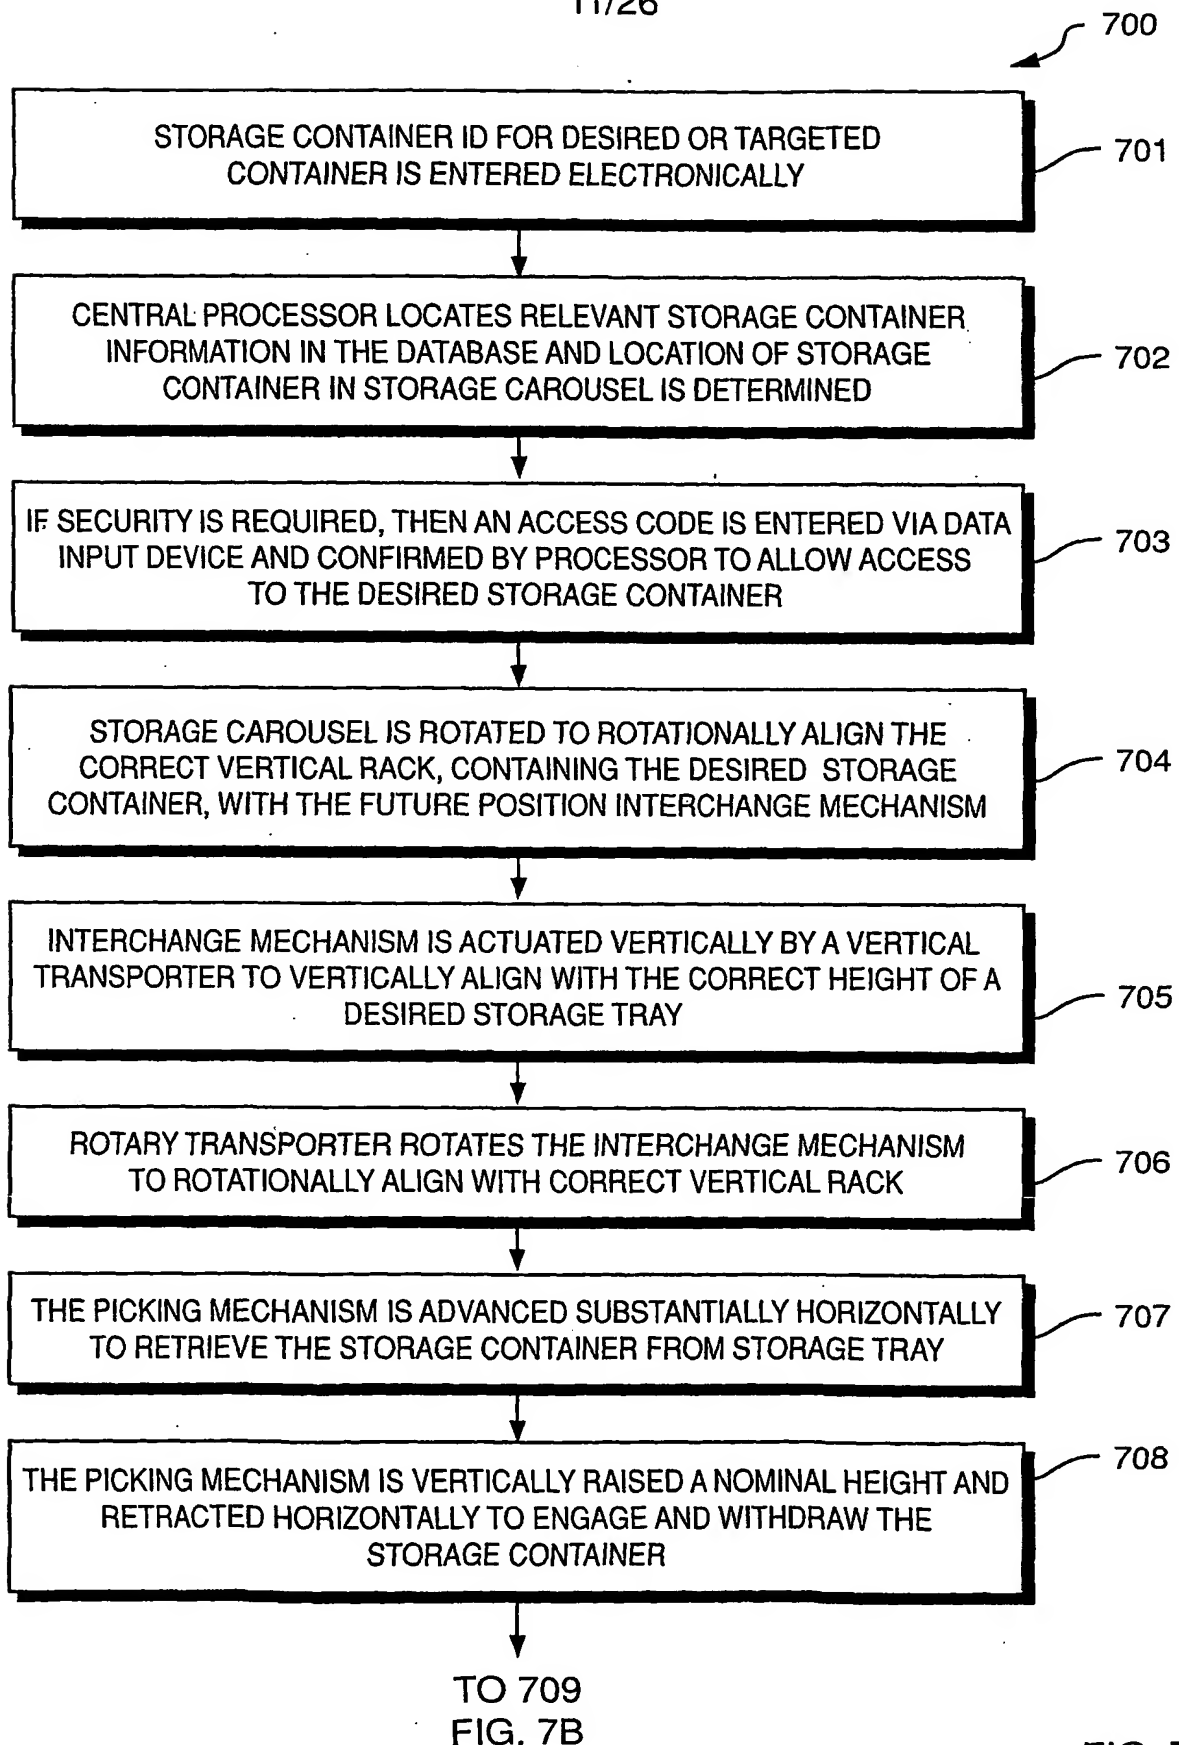 11/26
700
STORAGE CONTAINER ID FOR DESIRED OR TARGETED
CONTAINER IS ENTERED ELECTRONICALLY
701
CENTRAL PROCESSOR LOCATES RELEVANT STORAGE CONTAINER
INFORMATION IN THE DATABASE AND LOCATION OF STORAGE
CONTAINER IN STORAGE CAROUSEL IS DETERMINED
702
IF SECURITY IS REQUIRED, THEN AN ACCESS CODE IS ENTERED VIA DATA
INPUT DEVICE AND CONFIRMED BY PROCESSOR TO ALLOW ACCESS
TO THE DESIRED STORAGE CONTAINER
703
STORAGE CAROUSEL IS ROTATED TO ROTATIONALLY ALIGN THE
CORRECT VERTICAL RACK, CONTAINING THE DESIRED STORAGE
CONTAINER, WITH THE FUTURE POSITION INTERCHANGE MECHANISM
704
INTERCHANGE MECHANISM IS ACTUATED VERTICALLY BY A VERTICAL
TRANSPORTER TO VERTICALLY ALIGN WITH THE CORRECT HEIGHT OF A
DESIRED STORAGE TRAY
705
ROTARY TRANSPORTER ROTATES THE INTERCHANGE MECHANISM
TO ROTATIONALLY ALIGN WITH CORRECT VERTICAL RACK
706
THE PICKING MECHANISM IS ADVANCED SUBSTANTIALLY HORIZONTALLY
TO RETRIEVE THE STORAGE CONTAINER FROM STORAGE TRAY
707
THE PICKING MECHANISM IS VERTICALLY RAISED A NOMINAL HEIGHT AND
RETRACTED HORIZONTALLY TO ENGAGE AND WITHDRAW THE
STORAGE CONTAINER
708
TO 709
FIG. 7B